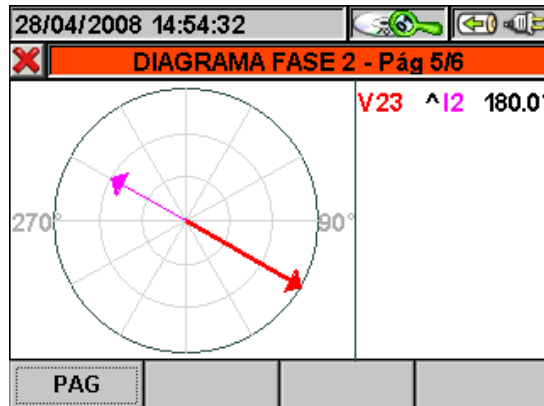 28/04/2008 14:54:32
DIAGRAMA FASE 2 - Pág 5/6
V23 ^I2 180.0
270°
90°
PAG